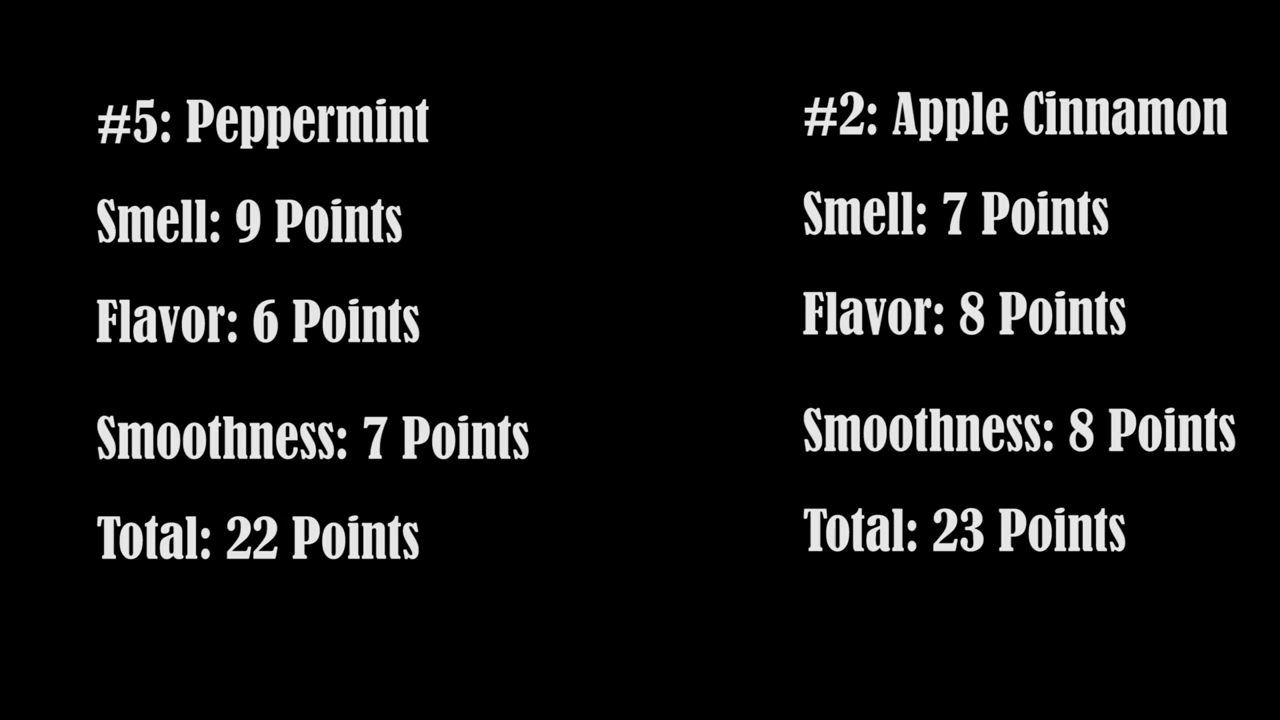 #5: Peppermint
Smell: 9 Points
Flavor: 6 Points
Smoothness: 7 Points
Total: 22 Points
#2: Apple Cinnamon
Smell: 7 Points
Flavor: 8 Points
Smoothness: 8 Points
Total: 23 Points